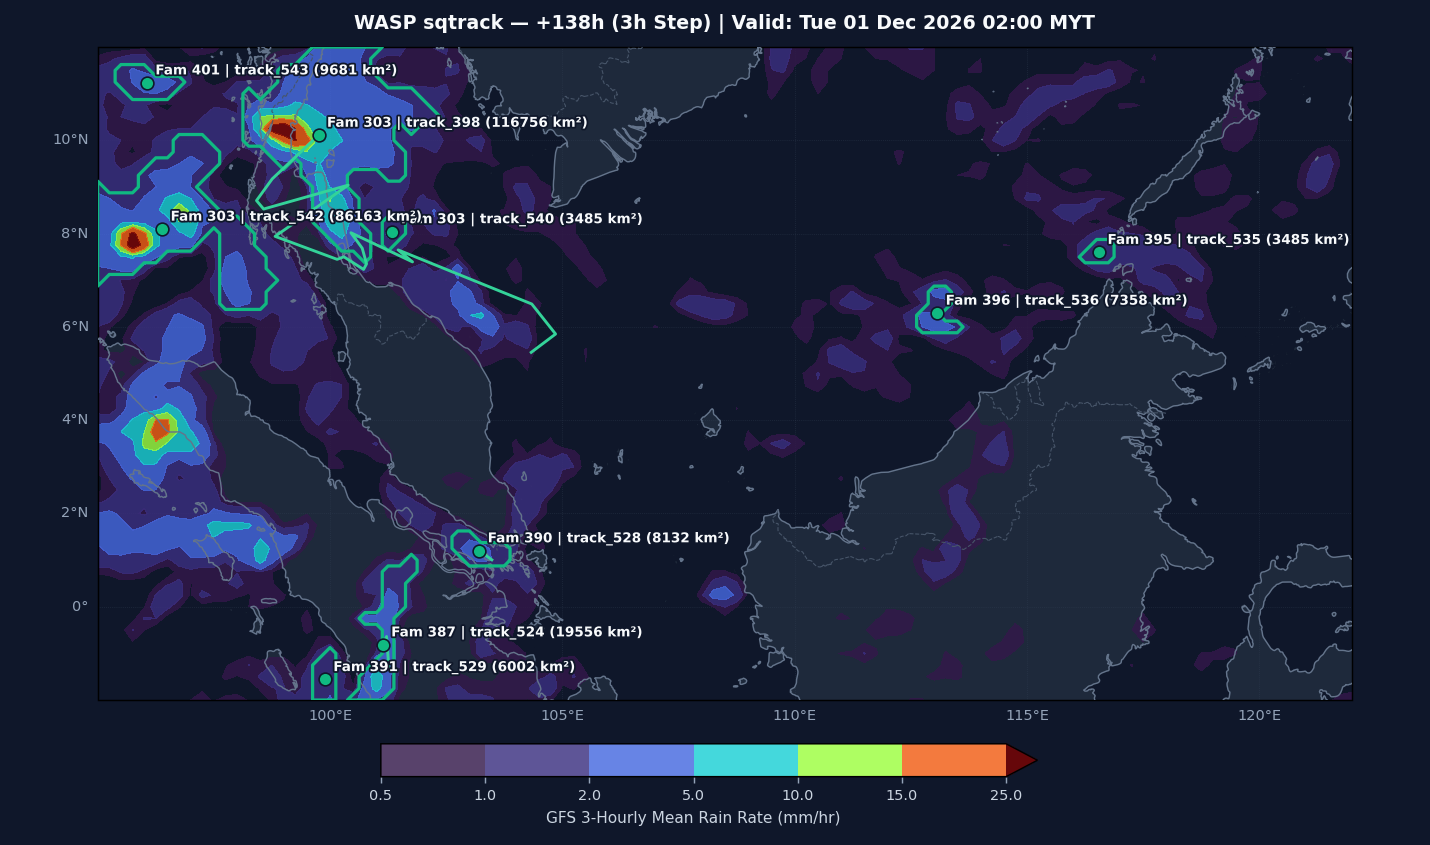 WASP sqtrack — +138h (3h Step) | Valid: Tue 01 Dec 2026 02:00 MYT
Fam 401 | track_543 (9681 km²)
Fam 303 | track_398 (116756 km²)
10°N
Fam 303 | track_542 (86163 km²)
303 | track_540 (3485 km²)
8°N
Fam 395 | track_535 (3485 km²)
Fam 396 | track_536 (7358 km²)
6°N
4°N
2°N
Fam 390 | track_528 (8132 km²)
0°
Fam 387 | track_524 (19556 km²)
Fam 391 | track_529 (6002 km²)
100°E 105°E 110°E 115°E 120°E
0.5 1.0 2.0 5.0 10.0 15.0 25.0
GFS 3-Hourly Mean Rain Rate (mm/hr)